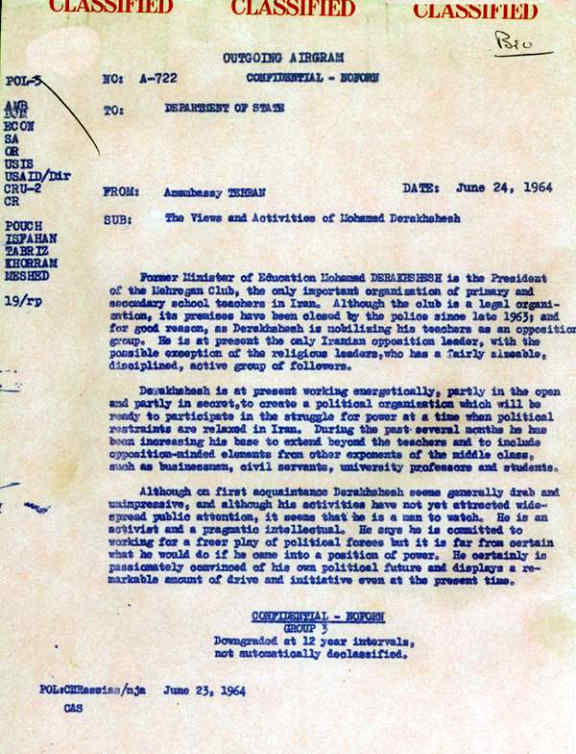 CLASSIFIED CLASSIFIED CLASSIFIED
Bio
OUTGOING AIRGRAM
NO: A-722 CONFIDENTIAL - NOFORN
POL-3
AMB
DCM
ECON
SA
OR
USIS
USAID/Dir
CRU-2
CR
POUCH
ISFAHAN
TABRIZ
KHORRAM
MESHED
19/rp
TO: DEPARTMENT OF STATE
FROM: Amembassy TEHRAN DATE: June 24, 1964
SUB: The Views and Activities of Mohamed Derakhshesh
Former Minister of Education Mohamed DERAKHSHESH is the President
of the Mehregan Club, the only important organization of primary and
secondary school teachers in Iran. Although the club is a legal organi-
zation, its premises have been closed by the police since late 1963; and
for good reason, as Derakhshesh is mobilizing his teachers as an opposition
group. He is at present the only Iranian opposition leader, with the
possible exception of the religious leaders,who has a fairly sizeable,
disciplined, active group of followers.
Derakhshesh is at present working energetically, partly in the open
and partly in secret,to create a political organization which will be
ready to participate in the struggle for power at a time when political
restraints are relaxed in Iran. During the past several months he has
been increasing his base to extend beyond the teachers and to include
opposition-minded elements from other exponents of the middle class,
such as businessmen, civil servants, university professors and students.
Although on first acquaintance Derakhshesh seems generally drab and
unimpressive, and although his activities have not yet attracted wide-
spread public attention, it seems that he is a man to watch. He is an
activist and a pragmatic intellectual. He says he is committed to
working for a freer play of political forces but it is far from certain
what he would do if he came into a position of power. He certainly is
passionately convinced of his own political future and displays a re-
markable amount of drive and initiative even at the present time.
CONFIDENTIAL - NOFORN
GROUP 3
Downgraded at 12 year intervals,
not automatically declassified.
POL: June 23, 1964
CAS